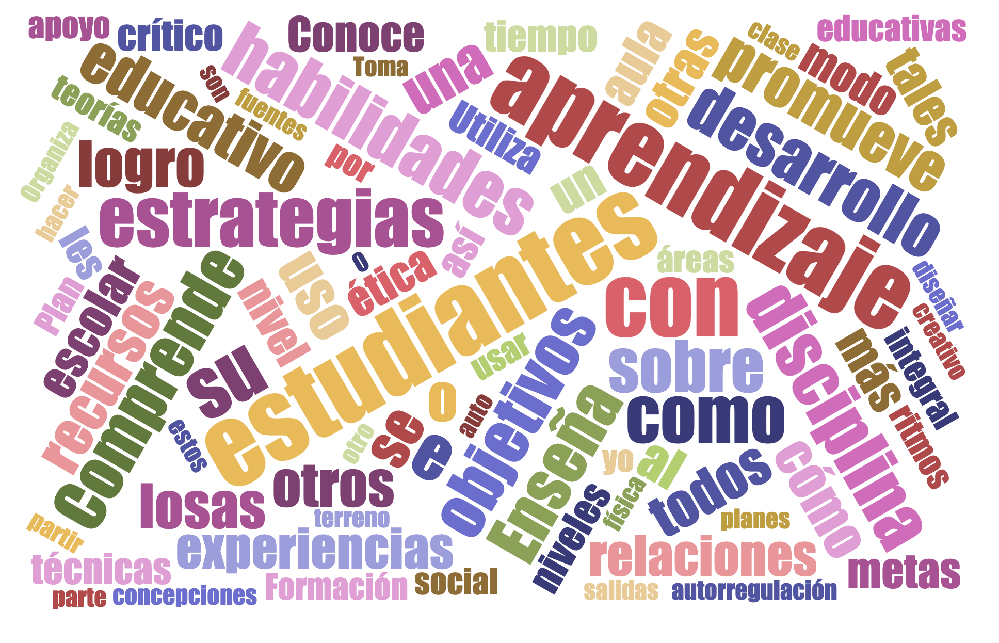 apoyo
crítico
Conoce
tiempo
educativas
clase
aula
otras
promueve
modo
tales
habilidades
Toma
una
aprendizaje
educativo
son
fuentes
teorías
desarrollo
Utiliza
Organiza
logro
por
un
hacer
estrategias
estudiantes
les
así
o
ética
áreas
uso
escolar
comprende
recursos
Plan
nivel
con
diseñar
creativo
disciplina
integral
más
su
usar
objetivos
sobre
o
auto
se
e
Enseña
como
ritmos
estos
otro
yo
al
todos
cómo
otros
losas
terreno
física
niveles
planes
partir
experiencias
relaciones
técnicas
metas
Formación
social
parte
concepciones
salidas
autorregulación